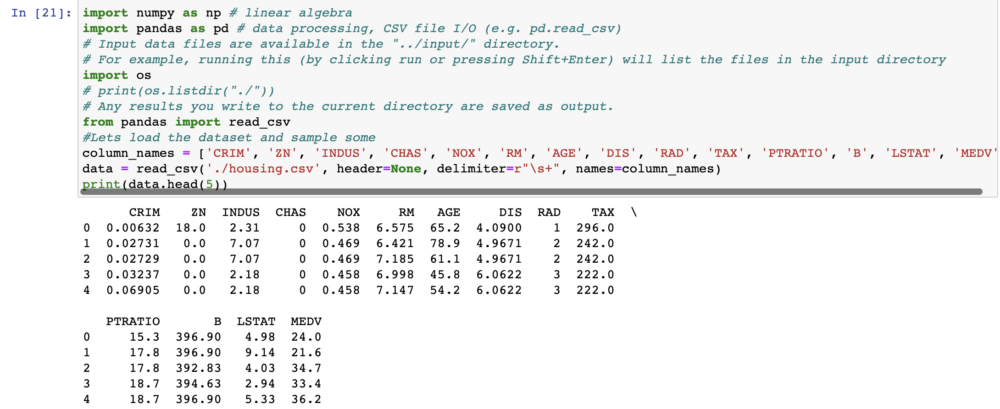 In [21]: import numpy as np # linear algebra
import pandas as pd # data processing, CSV file I/O (e.g. pd.read_csv)
# Input data files are available in the "../input/" directory.
# For example, running this (by clicking run or pressing Shift+Enter) will list the files in the input directory
import os
# print(os.listdir("./"))
# Any results you write to the current directory are saved as output.
from pandas import read_csv
#Lets load the dataset and sample some
column_names = ['CRIM', 'ZN', 'INDUS', 'CHAS', 'NOX', 'RM', 'AGE', 'DIS', 'RAD', 'TAX', 'PTRATIO', 'B', 'LSTAT', 'MEDV'
data = read_csv('./housing.csv', header=None, delimiter=r"\s+", names=column_names)
print(data.head(5))
CRIM ZN INDUS CHAS NOX RM AGE DIS RAD TAX \
0 0.00632 18.0 2.31 0 0.538 6.575 65.2 4.0900 1 296.0
1 0.02731 0.0 7.07 0 0.469 6.421 78.9 4.9671 2 242.0
2 0.02729 0.0 7.07 0 0.469 7.185 61.1 4.9671 2 242.0
3 0.03237 0.0 2.18 0 0.458 6.998 45.8 6.0622 3 222.0
4 0.06905 0.0 2.18 0 0.458 7.147 54.2 6.0622 3 222.0
PTRATIO B LSTAT MEDV
0 15.3 396.90 4.98 24.0
1 17.8 396.90 9.14 21.6
2 17.8 392.83 4.03 34.7
3 18.7 394.63 2.94 33.4
4 18.7 396.90 5.33 36.2